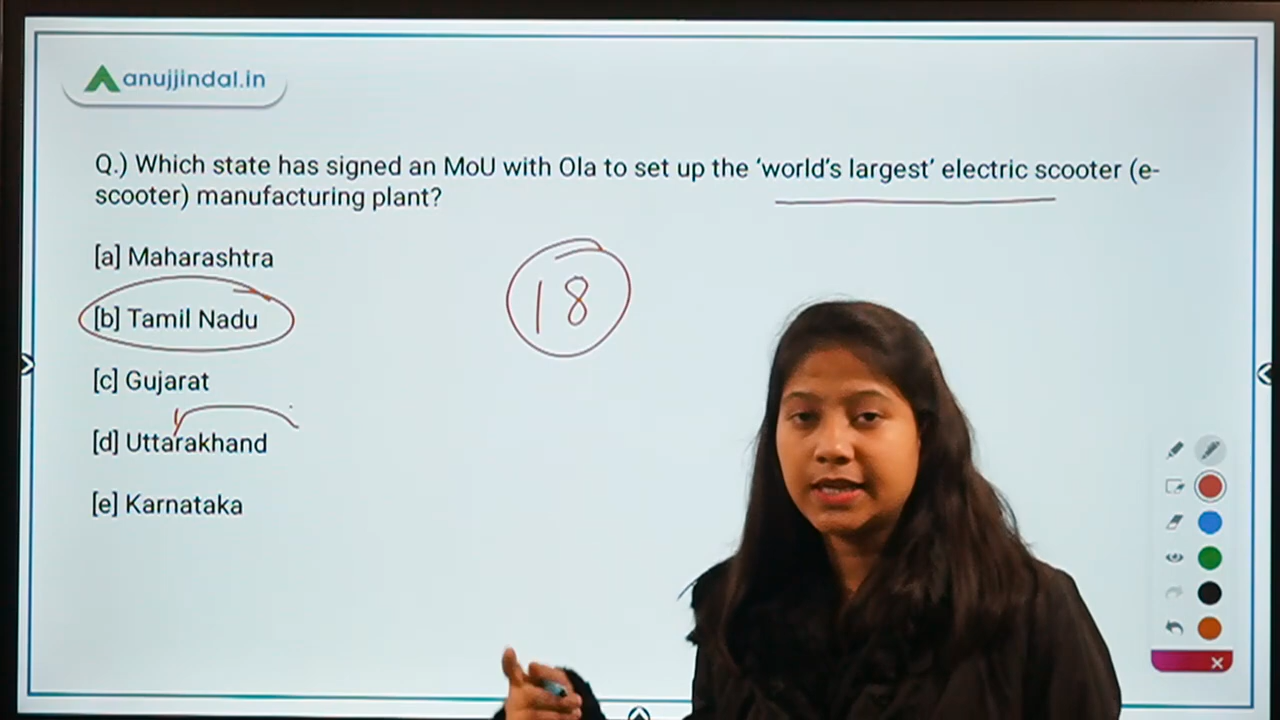 anujjindal.in
Q.) Which state has signed an MoU with Ola to set up the ‘world’s largest’ electric scooter (e-
scooter) manufacturing plant?
[a] Maharashtra
18
[b] Tamil Nadu
[c] Gujarat
[d] Uttarakhand
[e] Karnataka